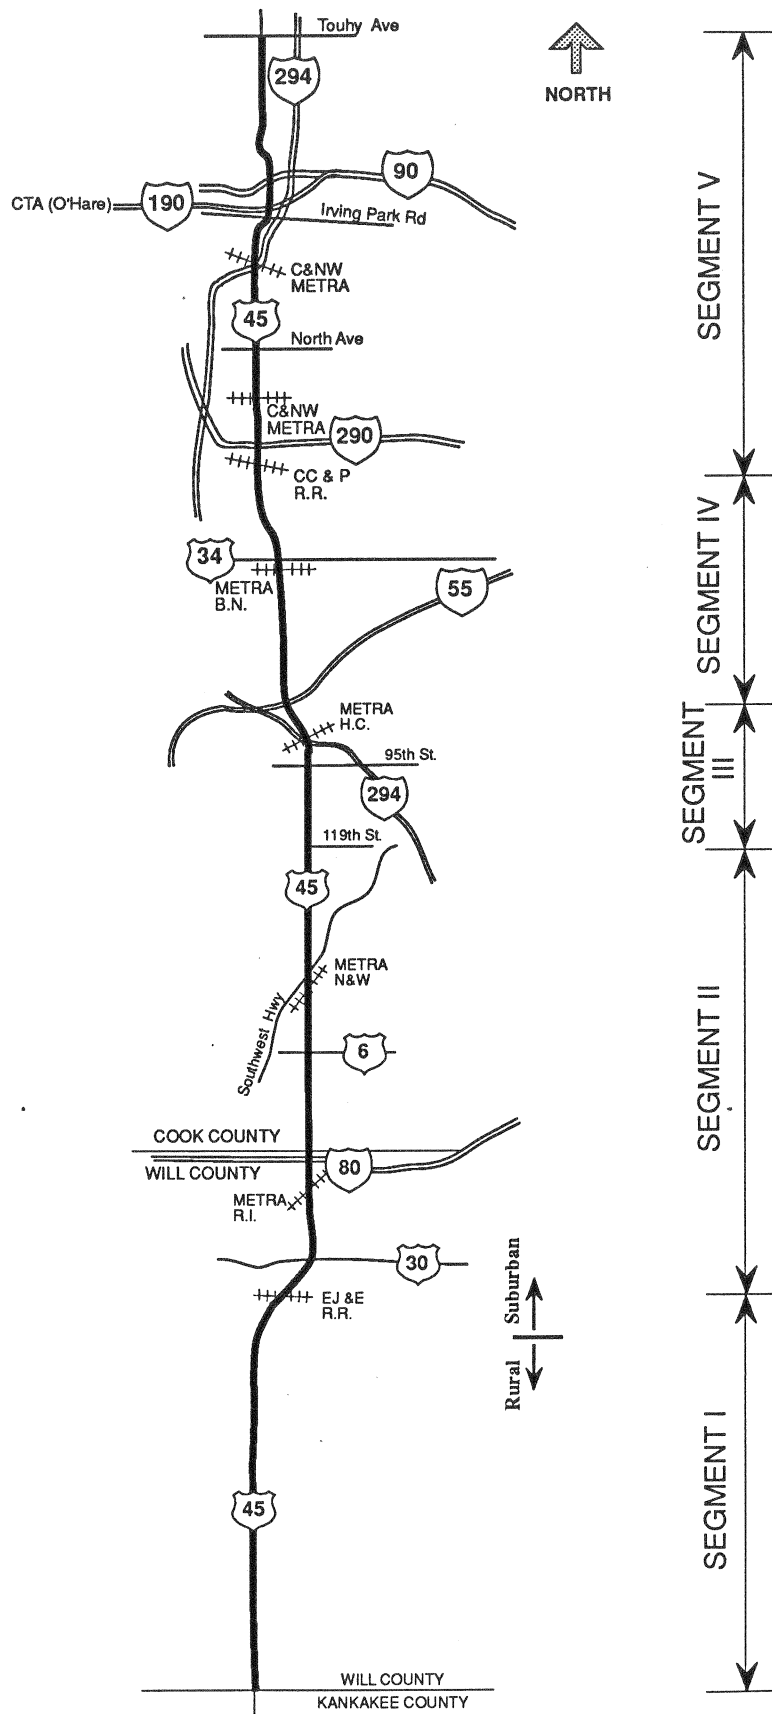 Touhy Ave
294
NORTH
90
CTA (O'Hare)
190
Irving Park Rd
C&NW
METRA
45
North Ave
C&NW
METRA
290
CC & P
R.R.
SEGMENT V
34
METRA
B.N.
55
SEGMENT IV
METRA
H.C.
95th St.
294
SEGMENT
III
119th St.
45
METRA
N&W
Southwest Hwy
6
SEGMENT II
COOK COUNTY
WILL COUNTY
80
METRA
R.I.
30
EJ &E
R.R.
Suburban
Rural
SEGMENT I
45
WILL COUNTY
KANKAKEE COUNTY